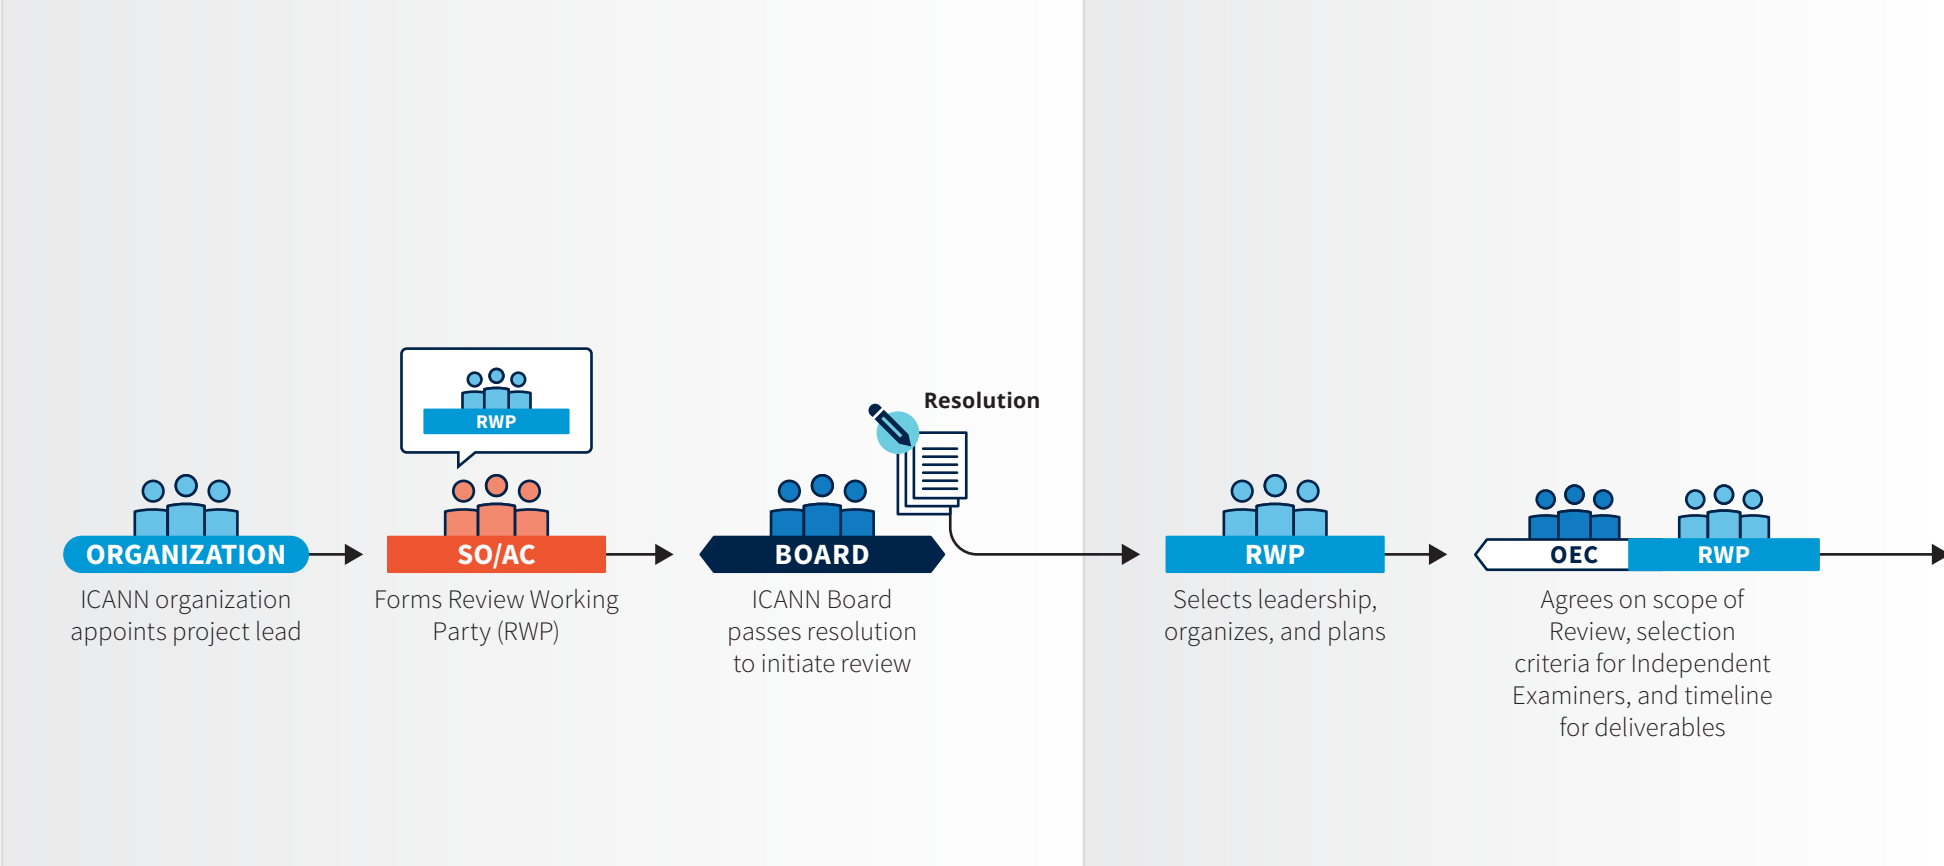 ORGANIZATION
ICANN organization
appoints project lead
RWP
SO/AC
Forms Review Working
Party (RWP)
Resolution
BOARD
ICANN Board
passes resolution
to initiate review
RWP
Selects leadership,
organizes, and plans
OEC
RWP
Agrees on scope of
Review, selection
criteria for Independent
Examiners, and timeline
for deliverables